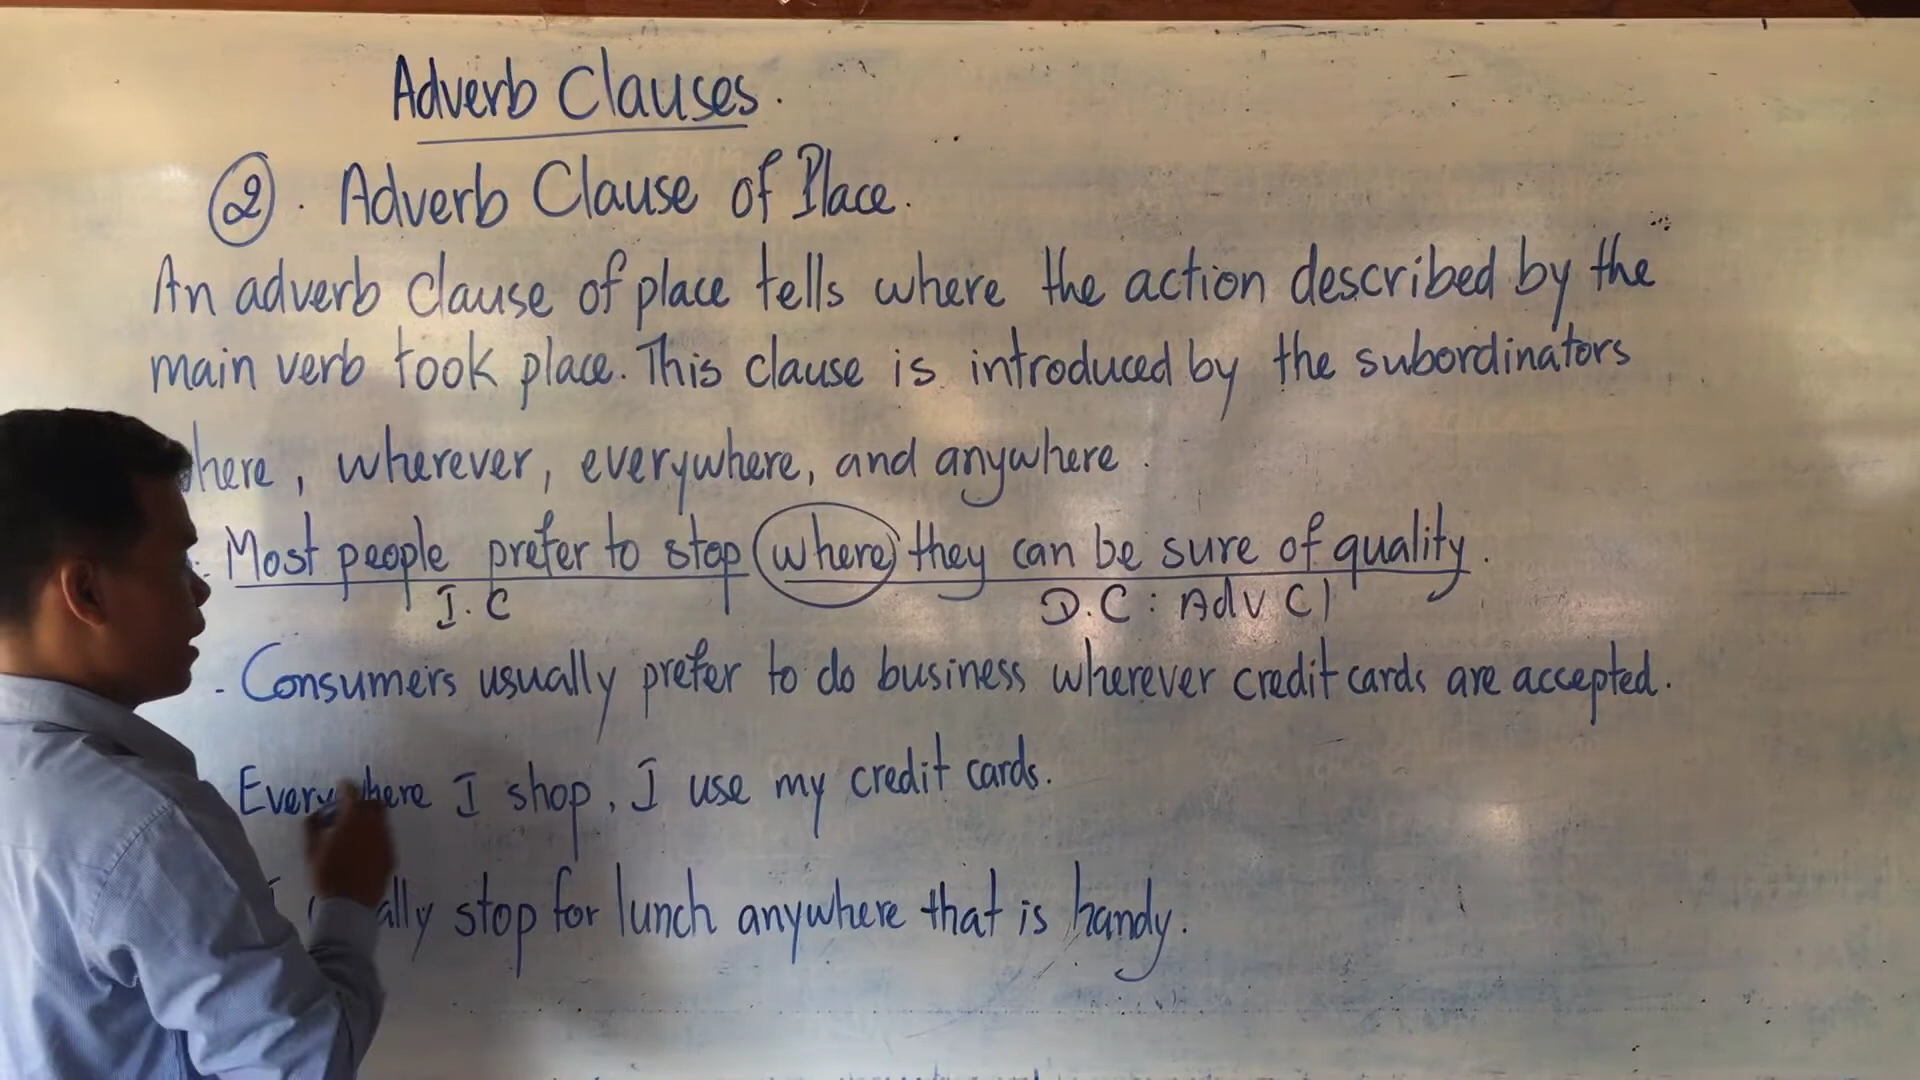 Adverb Clauses.
2. Adverb Clause of Place.
An adverb clause of place tells where the action described by the
main verb took place. This clause is introduced by the subordinators
here, wherever, everywhere, and anywhere.
. Most people prefer to stop where they can be sure of quality.
I.C D.C: Adv Cl
- Consumers usually prefer to do business wherever credit cards are accepted.
Everywhere I shop, I use my credit cards.
I stop for lunch anywhere that is handy.